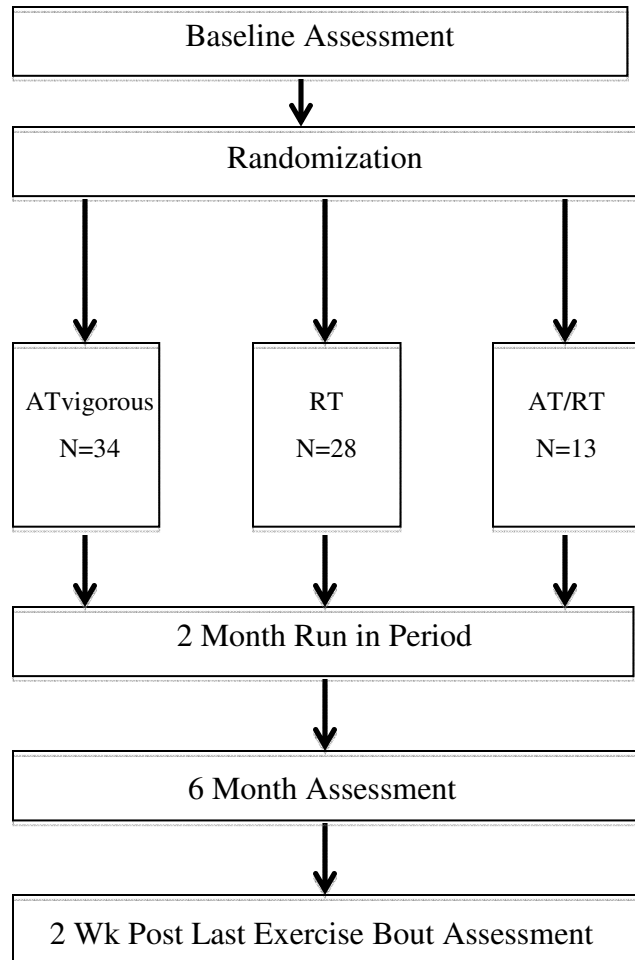 Baseline Assessment
Randomization
ATvigorous
N=34
RT
N=28
AT/RT
N=13
2 Month Run in Period
6 Month Assessment
2 Wk Post Last Exercise Bout Assessment